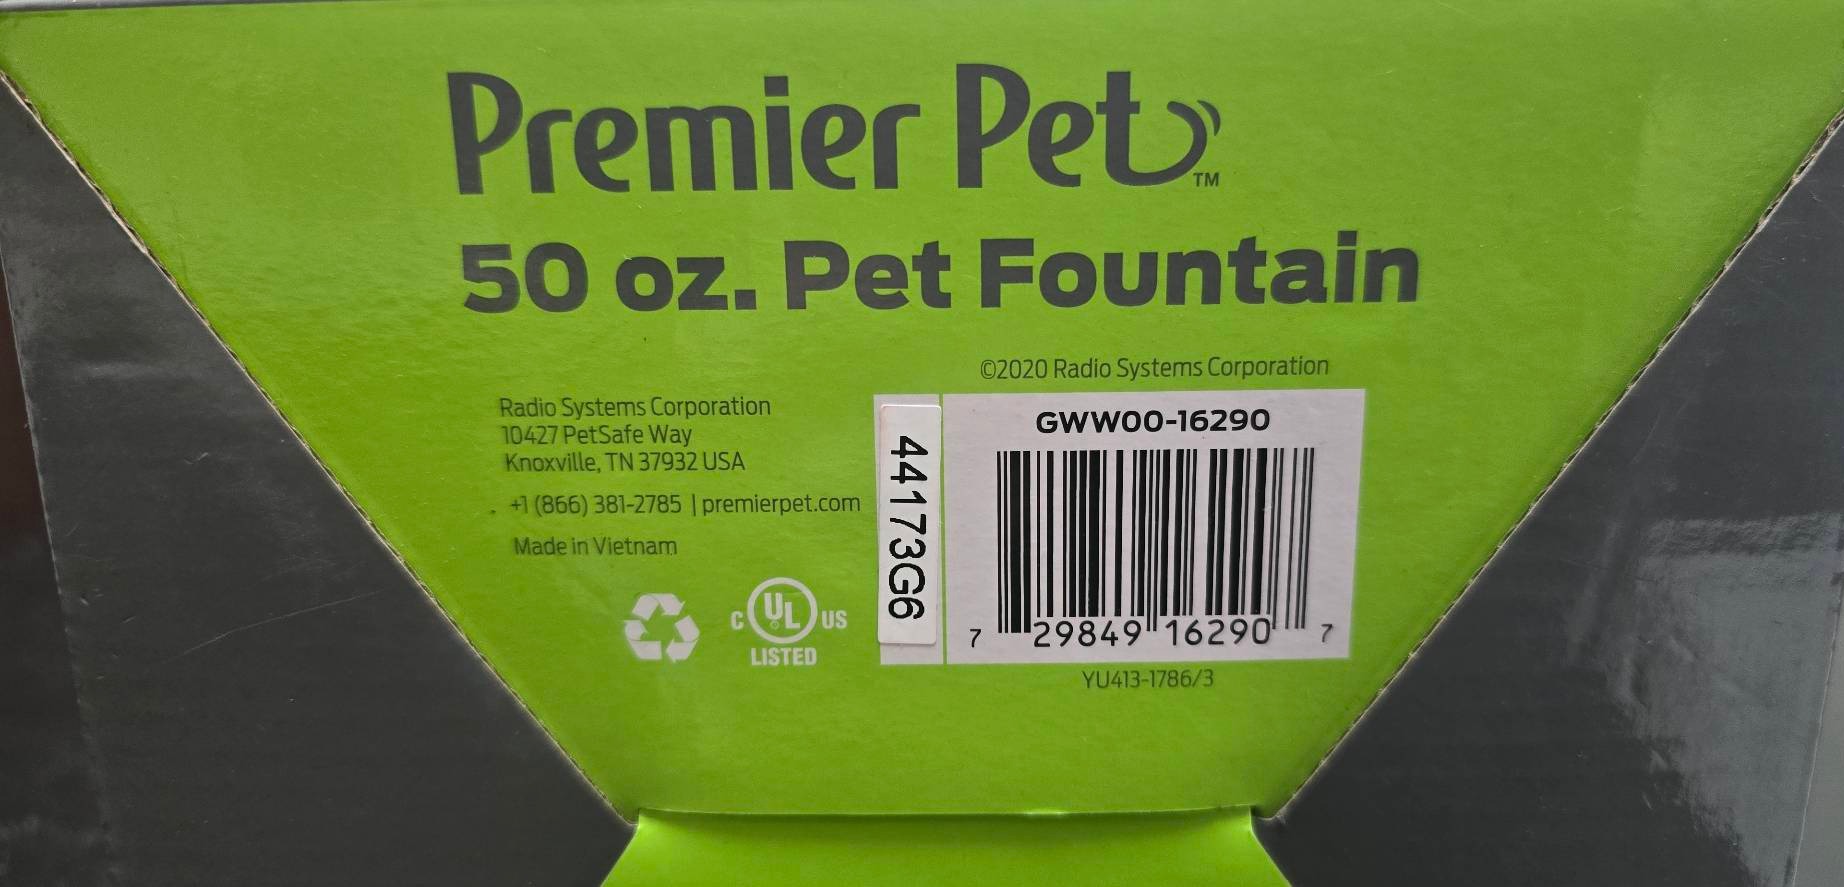 Premier Pet™
50 oz. Pet Fountain
©2020 Radio Systems Corporation
Radio Systems Corporation
10427 PetSafe Way
Knoxville, TN 37932 USA
+1 (866) 381-2785 | premierpet.com
Made in Vietnam
C UL US
LISTED
44173G6
GWW00-16290
7 29849 16290 7
YU413-1786/3